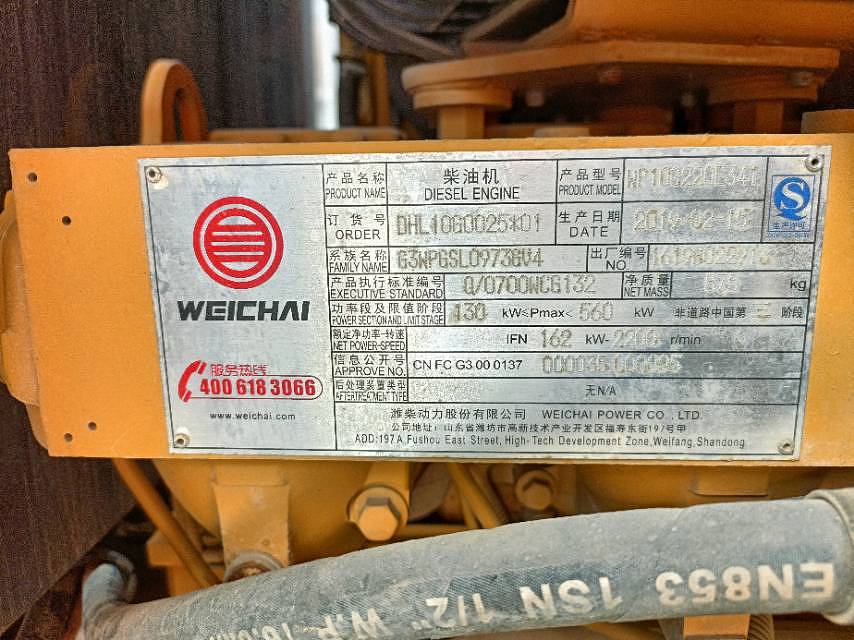 产品名称 PRODUCT NAME 柴油机 DIESEL ENGINE 产品型号 PRODUCT MODEL
订货号 ORDER DHL10G0025*01 生产日期 DATE 2019-02-15
系族名称 FAMILY NAME G3WPGSL0973GV4 出厂编号 NO
产品执行标准编号 EXECUTIVE STANDARD Q/0700WCG132 净质量 NET MASS kg
功率段及限值阶段 POWER SECTION AND LIMIT STAGE 130 kW≤Pmax< 560 kW 非道路中国第 三 阶段
额定净功率-转速 NET POWER-SPEED IFN 162 kW- 2200 r/min
信息公开号 APPROVE NO. CN FC G3 00 0137
后处理装置类型 AFTERTREATMENT TYPE 无N/A
WEICHAI
服务热线
400 618 3066
www.weichai.com
潍柴动力股份有限公司 WEICHAI POWER CO., LTD.
公司地址: 山东省潍坊市高新技术产业开发区福寿东街197号甲
ADD:197 A Fushou East Street, High-Tech Development Zone,Weifang,Shandong
EN853 1SN 1/2" W.P.